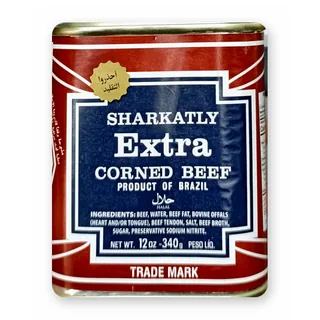 احذروا
التقليد
SHARKATLY
Extra
CORNED BEEF
PRODUCT OF BRAZIL
حلال
HALAL
INGREDIENTS: BEEF, WATER, BEEF FAT, BOVINE OFFALS
(HEART AND/OR TONGUE), BEEF TENDON, SALT, BEEF BROTH,
SUGAR, PRESERVATIVE SODIUM NITRITE.
NET WT. 12 OZ - 340g PESO LÍQ.
TRADE MARK